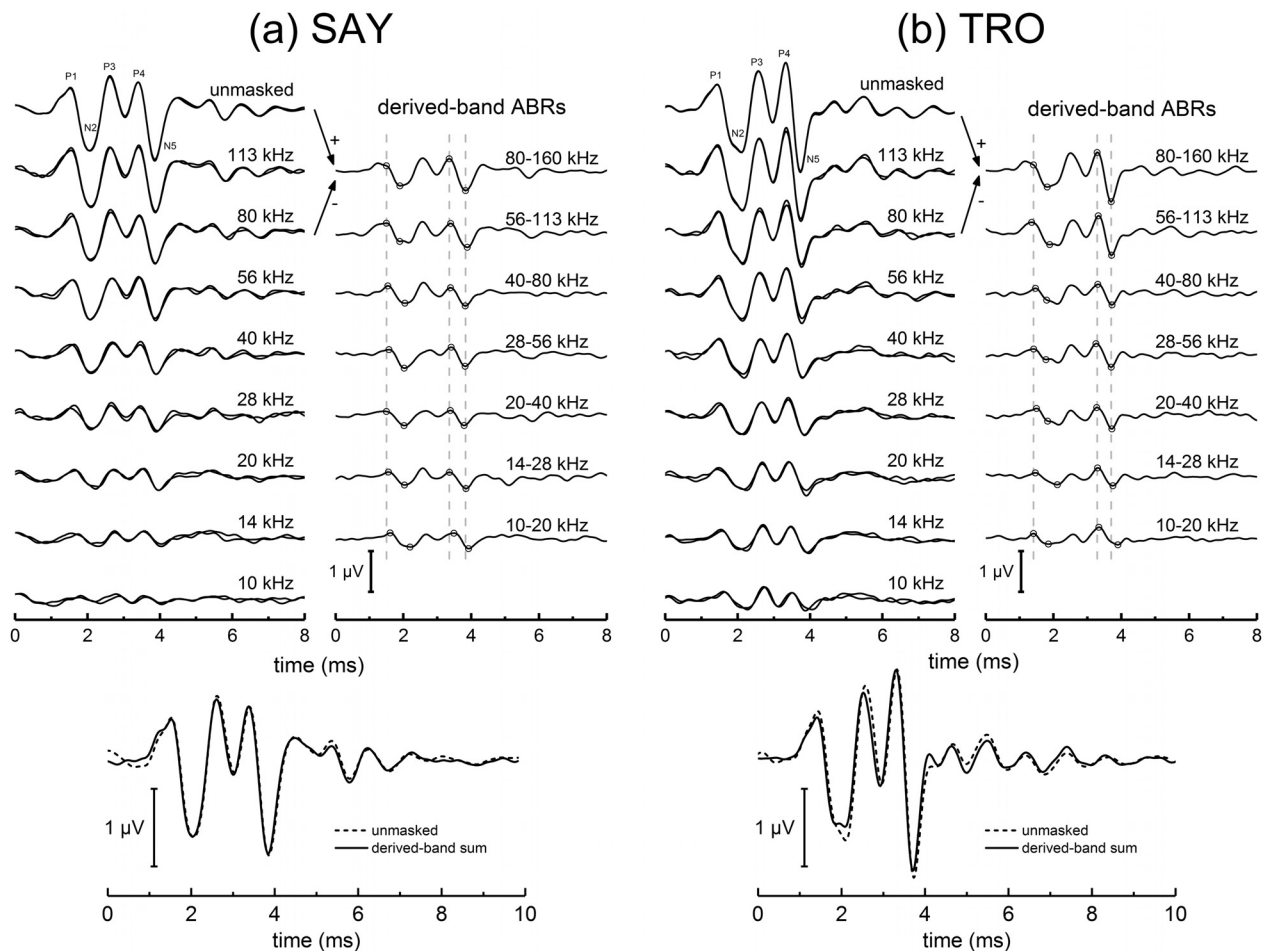 (a) SAY
P1
P3
P4
unmasked
N2
N5
+
-
113 kHz
80 kHz
56 kHz
40 kHz
28 kHz
20 kHz
14 kHz
10 kHz
0 2 4 6 8
time (ms)
derived-band ABRs
80-160 kHz
56-113 kHz
40-80 kHz
28-56 kHz
20-40 kHz
14-28 kHz
10-20 kHz
1 µV
0 2 4 6 8
1 µV
unmasked
derived-band sum
0 2 4 6 8 10
time (ms)
(b) TRO
P1
P3
P4
unmasked
N2
N5
+
-
113 kHz
80 kHz
56 kHz
40 kHz
28 kHz
20 kHz
14 kHz
10 kHz
0 2 4 6 8
time (ms)
derived-band ABRs
80-160 kHz
56-113 kHz
40-80 kHz
28-56 kHz
20-40 kHz
14-28 kHz
10-20 kHz
1 µV
0 2 4 6 8
1 µV
unmasked
derived-band sum
0 2 4 6 8 10
time (ms)